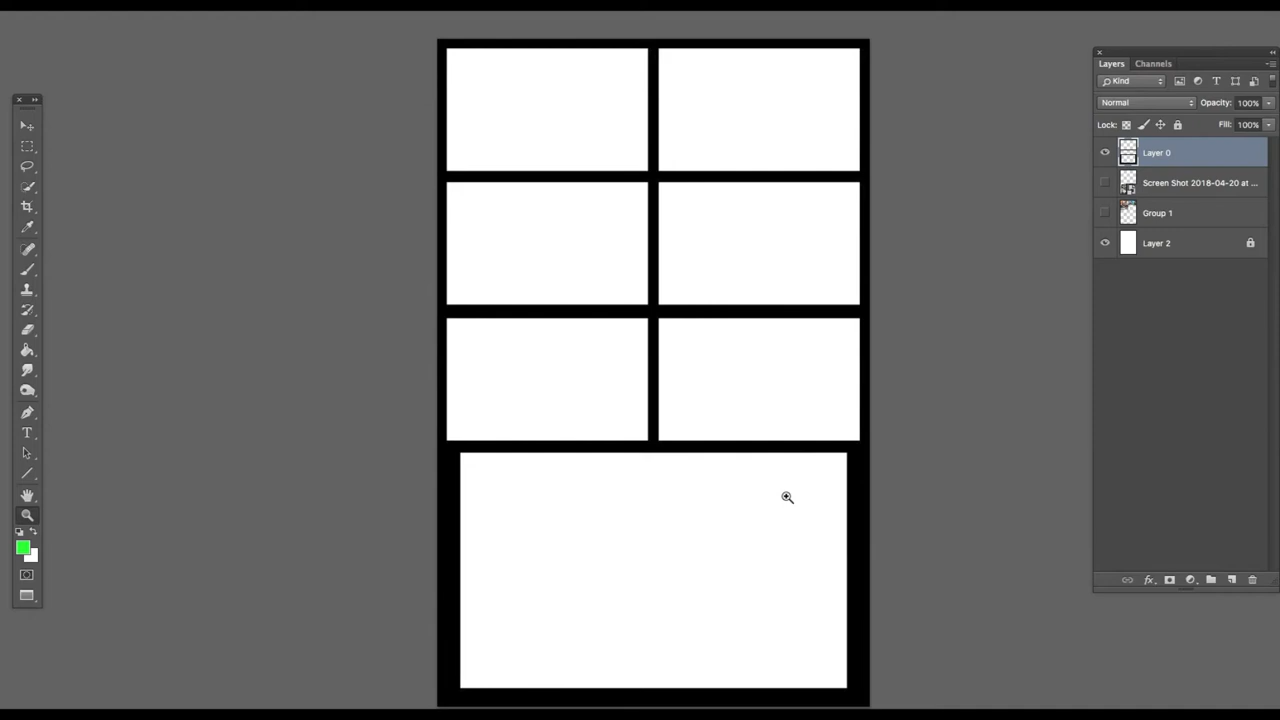 Layers Channels
Kind
Normal Opacity: 100%
Lock: Fill: 100%
Layer 0
Screen Shot 2018-04-20 at ...
Group 1
Layer 2
fx